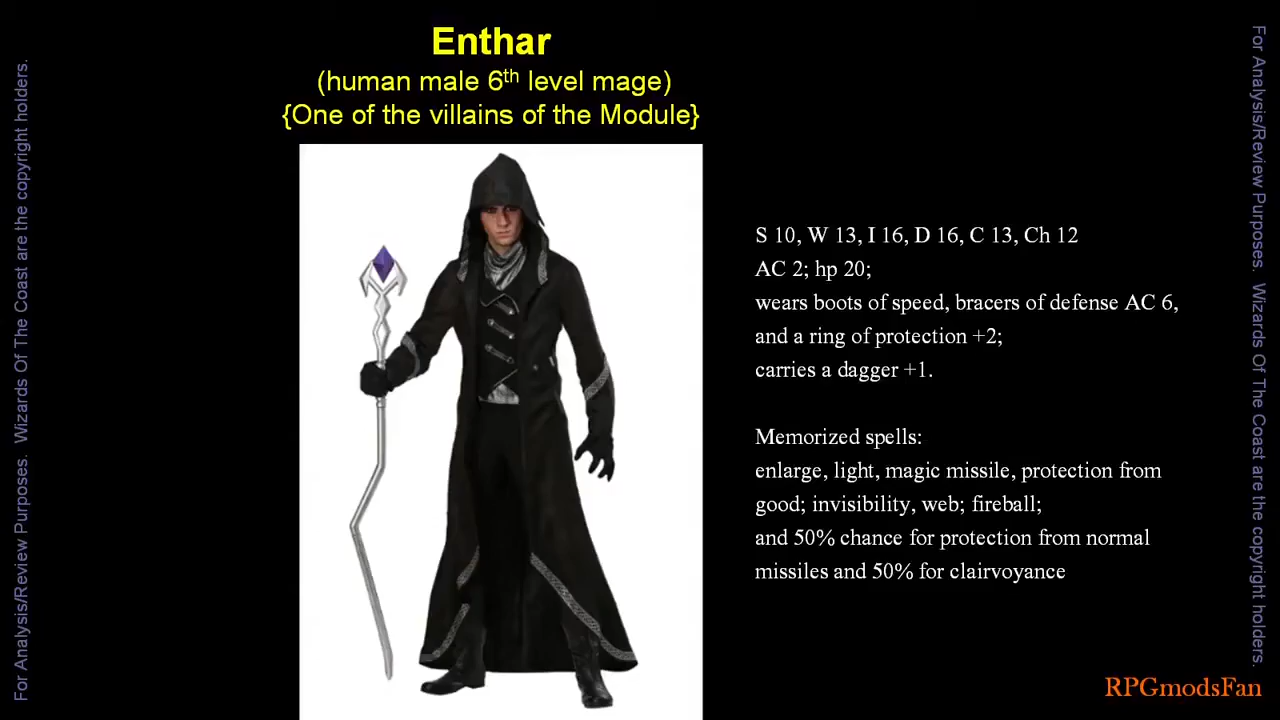 Enthar
(human male 6th level mage)
{One of the villains of the Module}
S 10, W 13, I 16, D 16, C 13, Ch 12
AC 2; hp 20;
wears boots of speed, bracers of defense AC 6,
and a ring of protection +2;
carries a dagger +1.
Memorized spells:
enlarge, light, magic missile, protection from
good; invisibility, web; fireball;
and 50% chance for protection from normal
missiles and 50% for clairvoyance
For Analysis/Review Purposes. Wizards Of The Coast are the copyright holders.
For Analysis/Review Purposes. Wizards Of The Coast are the copyright holders.
RPGmodsFan